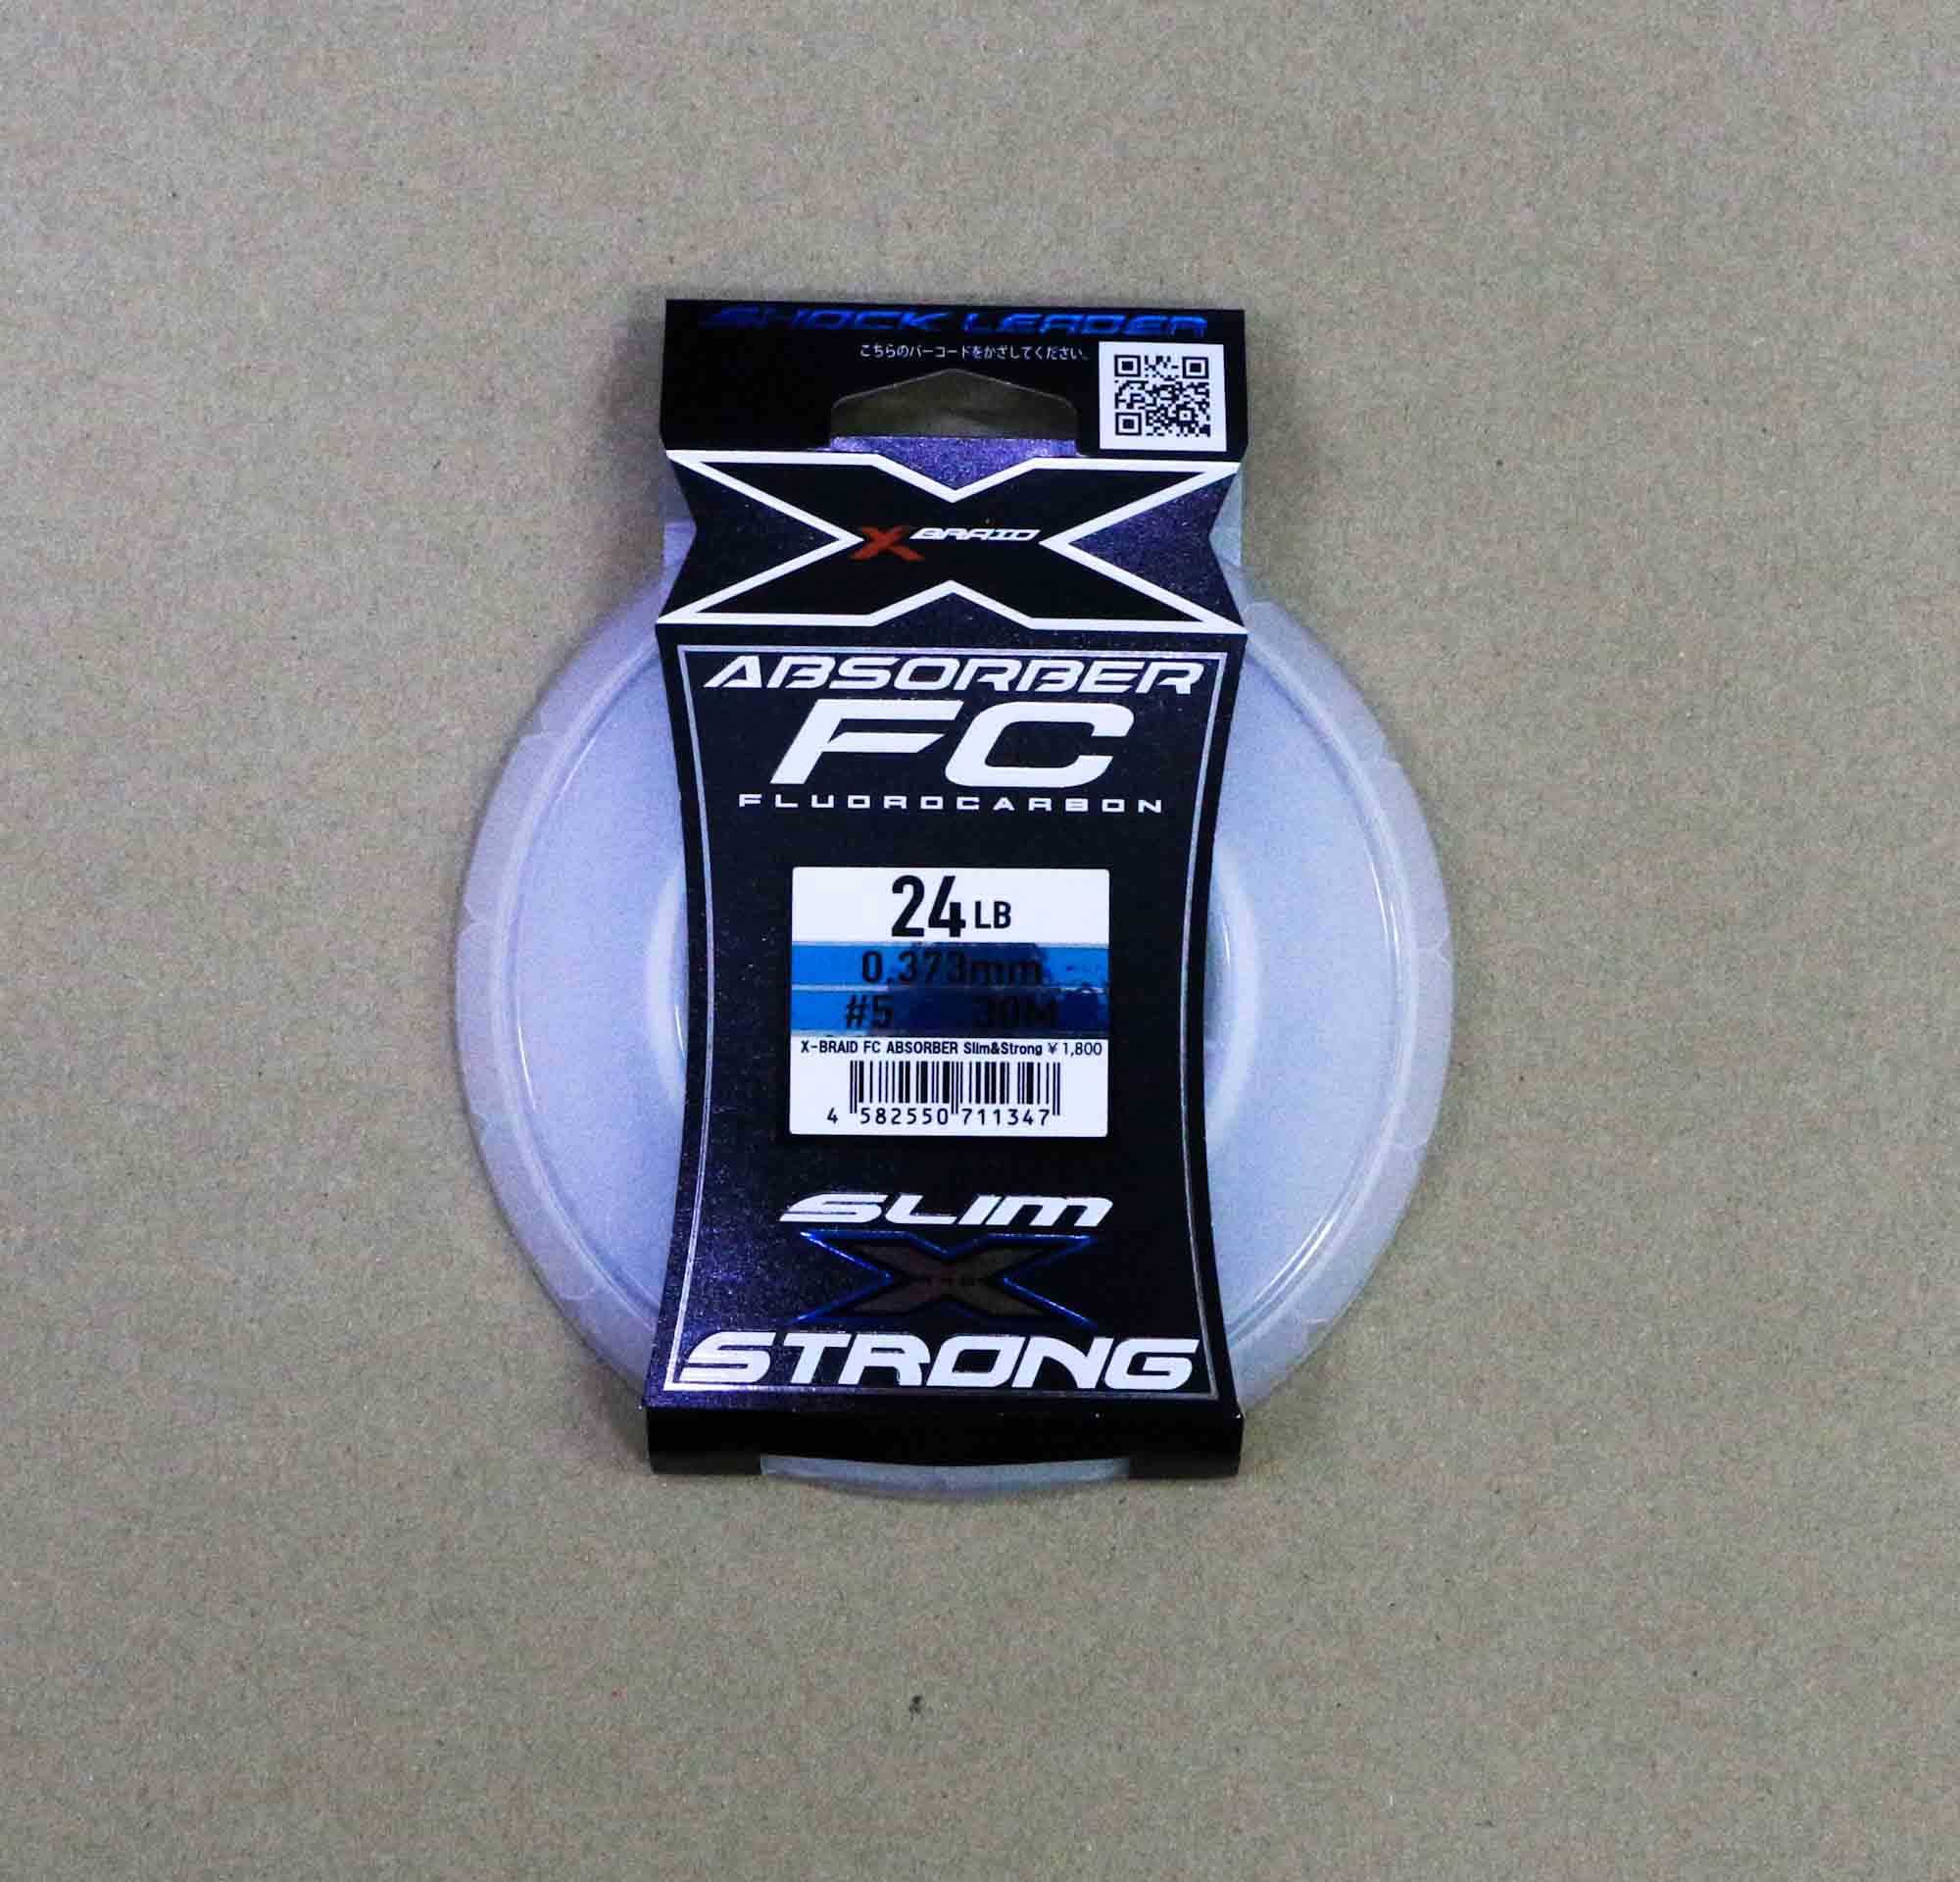 SHOCK LEADER
こちらのバーコードをかざしてください。
X BRAID
ABSORBER
FC
FLUOROCARBON
24LB
0.373mm
#5 30M
X-BRAID FC ABSORBER Slim&Strong ¥1,800
4 582550 711347
SLIM
STRONG